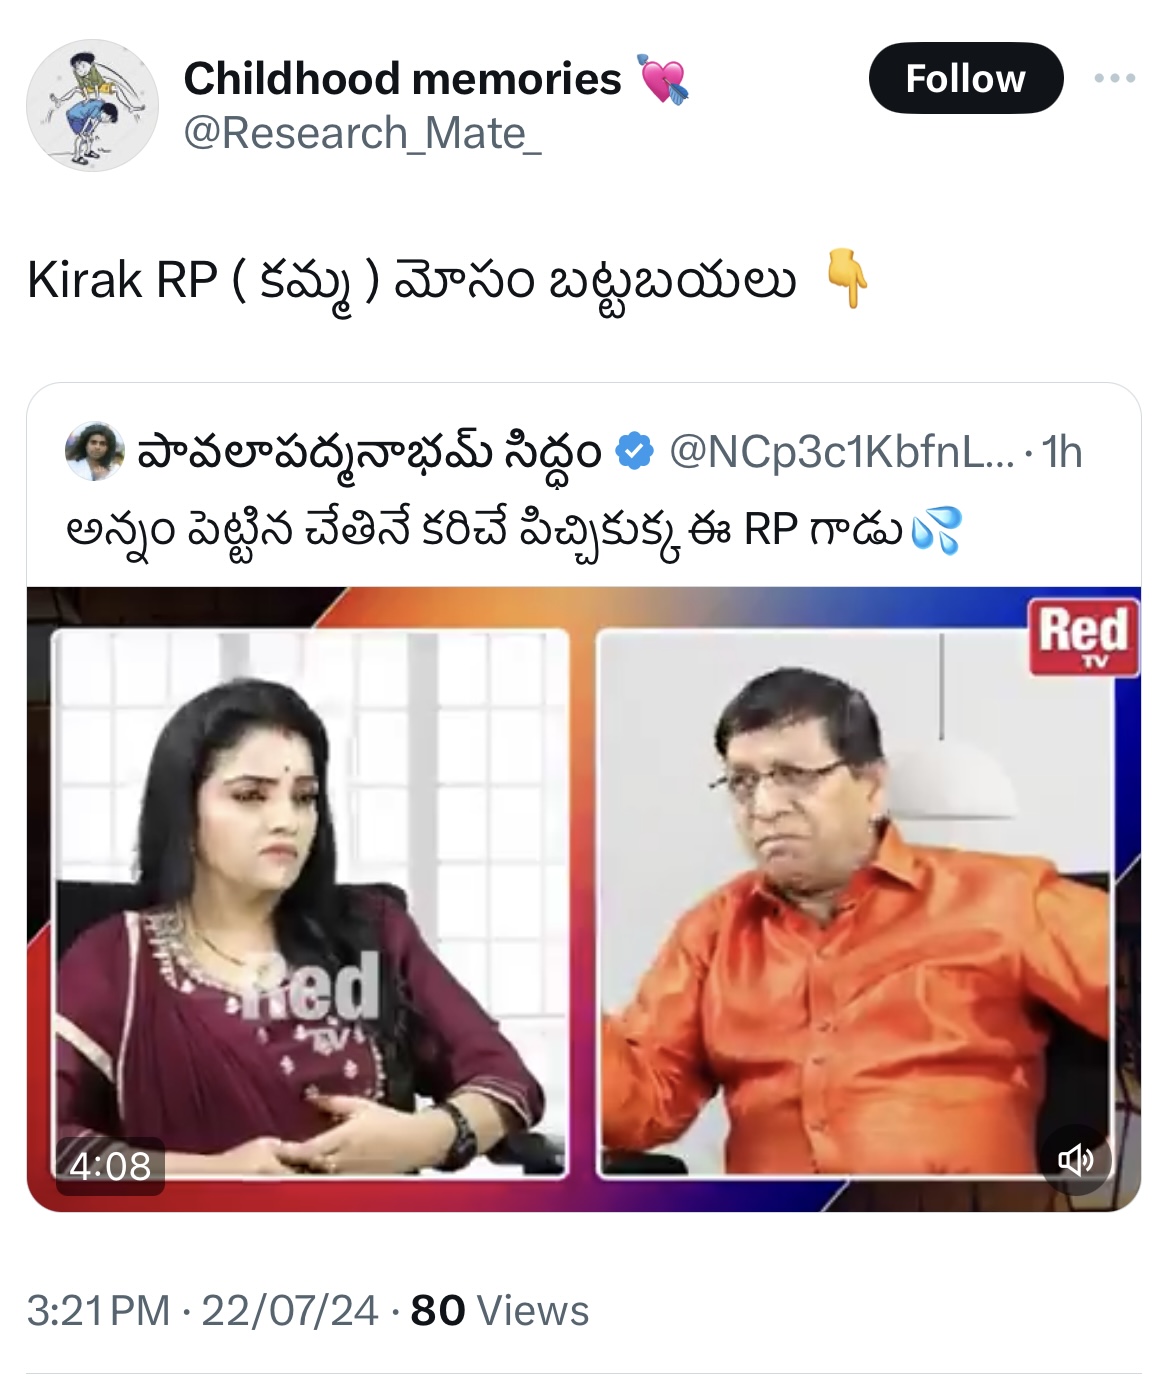 Childhood memories 💘
Follow
@Research_Mate_
Kirak RP ( కమ్మ ) మోసం బట్టబయలు 👇
పావలాపద్మనాభమ్ సిద్ధం @NCp3c1KbfnL... · 1h
అన్నం పెట్టిన చేతినే కరిచే పిచ్చికుక్క ఈ RP గాడు💦
Red
TV
Red
TV
4:08
3:21 PM · 22/07/24 · 80 Views